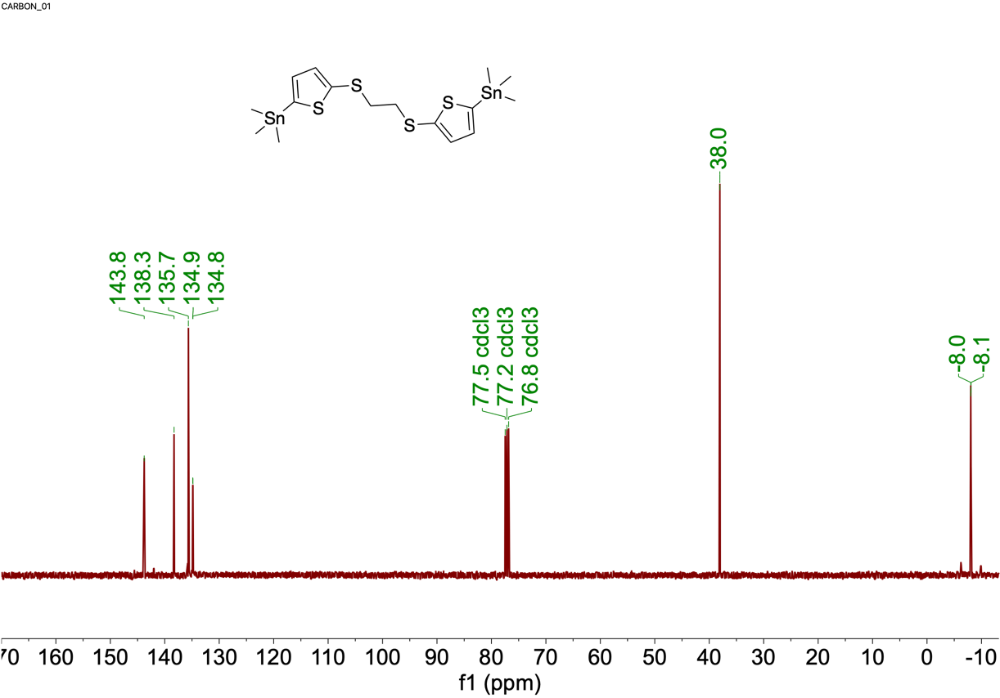 CARBON_01
Sn
S
S
S
S
Sn
38.0
143.8
138.3
135.7
134.9
134.8
77.5 cdcl3
77.2 cdcl3
76.8 cdcl3
-8.0
-8.1
70 160 150 140 130 120 110 100 90 80 70 60 50 40 30 20 10 0 -10
f1 (ppm)